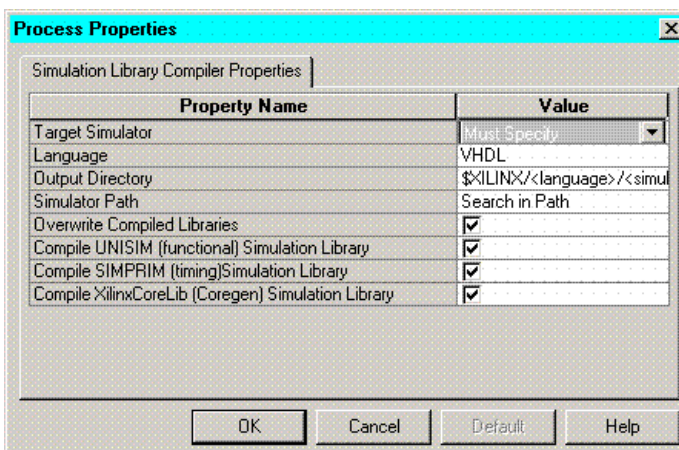 Process Properties
Simulation Library Compiler Properties
Property Name Value
Target Simulator Must Specify
Language VHDL
Output Directory $XILINX/<language>/<simul
Simulator Path Search in Path
Overwrite Compiled Libraries
Compile UNISIM (functional) Simulation Library
Compile SIMPRIM (timing)Simulation Library
Compile XilinxCoreLib (Coregen) Simulation Library
OK Cancel Default Help